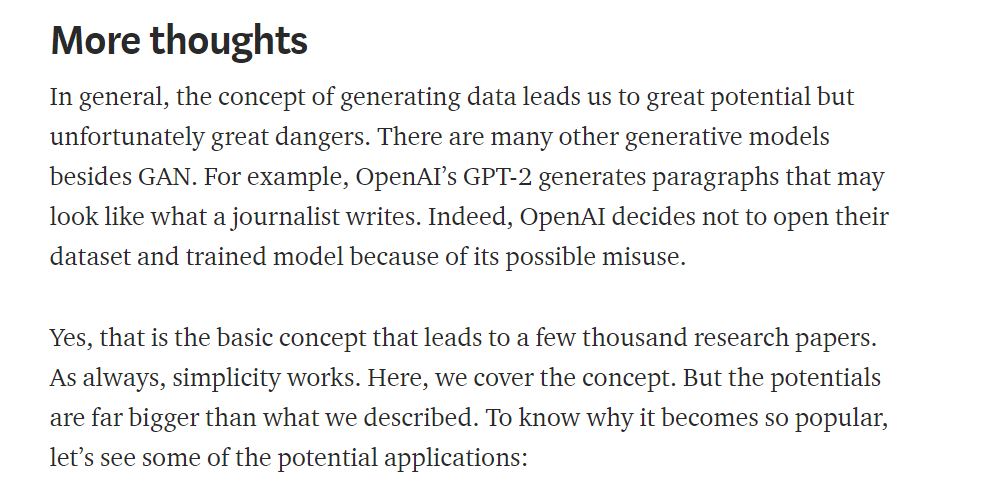 More thoughts
In general, the concept of generating data leads us to great potential but
unfortunately great dangers. There are many other generative models
besides GAN. For example, OpenAI’s GPT-2 generates paragraphs that may
look like what a journalist writes. Indeed, OpenAI decides not to open their
dataset and trained model because of its possible misuse.
Yes, that is the basic concept that leads to a few thousand research papers.
As always, simplicity works. Here, we cover the concept. But the potentials
are far bigger than what we described. To know why it becomes so popular,
let’s see some of the potential applications: